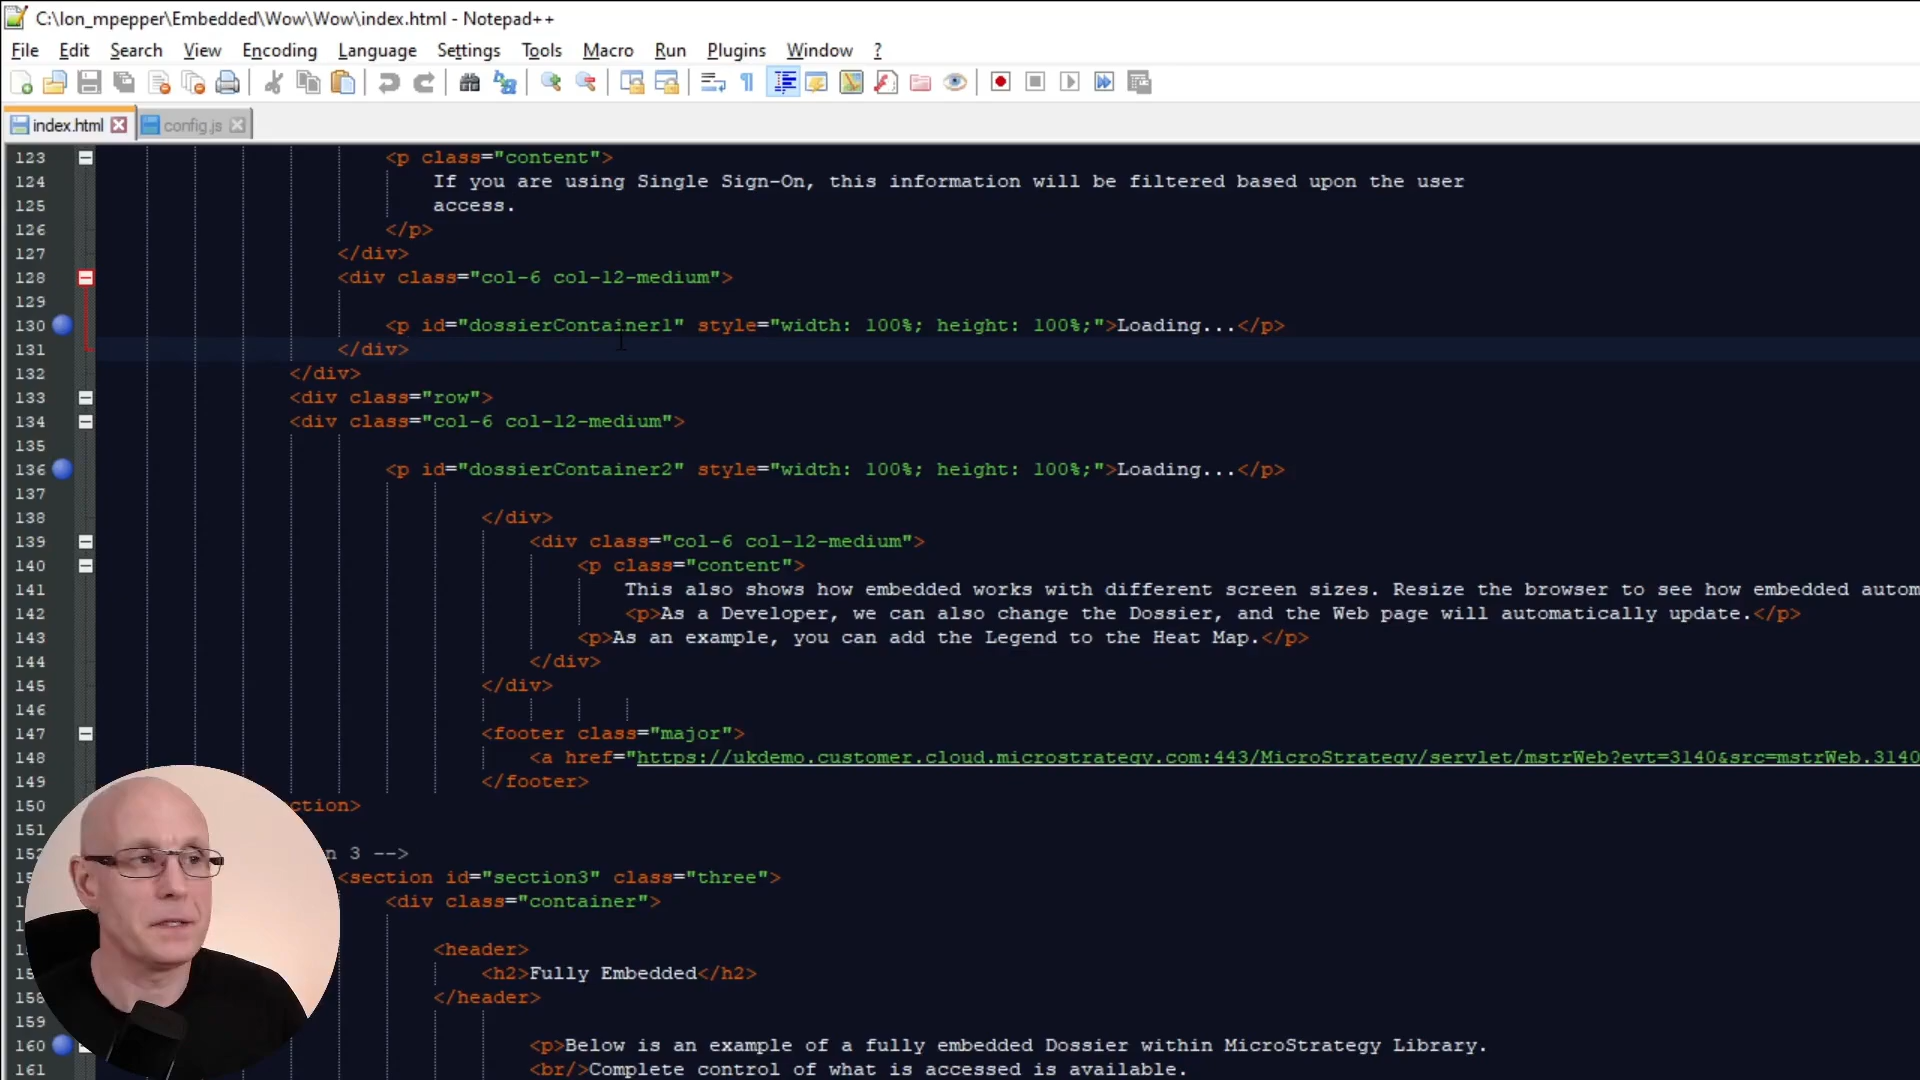 C:\lon_mpepper\Embedded\Wow\Wow\index.html - Notepad++
File Edit Search View Encoding Language Settings Tools Macro Run Plugins Window ?
index.html config.js
123 <p class="content">
124 If you are using Single Sign-On, this information will be filtered based upon the user
125 access.
126 </p>
127 </div>
128 <div class="col-6 col-12-medium">
129
130 <p id="dossierContainer1" style="width: 100%; height: 100%;">Loading...</p>
131 </div>
132 </div>
133 <div class="row">
134 <div class="col-6 col-12-medium">
135
136 <p id="dossierContainer2" style="width: 100%; height: 100%;">Loading...</p>
137
138 </div>
139 <div class="col-6 col-12-medium">
140 <p class="content">
141 This also shows how embedded works with different screen sizes. Resize the browser to see how embedded autom
142 <p>As a Developer, we can also change the Dossier, and the Web page will automatically update.</p>
143 <p>As an example, you can add the Legend to the Heat Map.</p>
144 </div>
145 </div>
146
147 <footer class="major">
148 <a href="https://ukdemo.customer.cloud.microstrategy.com:443/MicroStrategy/servlet/mstrWeb?evt=3140&src=mstrWeb.3140
149 </footer>
150 ction>
151
152 n 3 -->
15 <section id="section3" class="three">
1 <div class="container">
1
1 <header>
15 <h2>Fully Embedded</h2>
158 </header>
159
160 <p>Below is an example of a fully embedded Dossier within MicroStrategy Library.
161 <br/>Complete control of what is accessed is available.